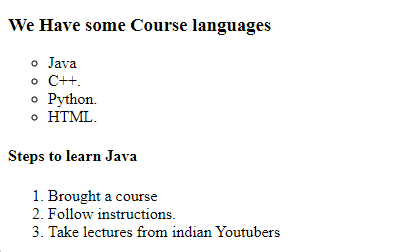 We Have some Course languages
Java
C++.
Python.
HTML.
Steps to learn Java
1. Brought a course
2. Follow instructions.
3. Take lectures from indian Youtubers